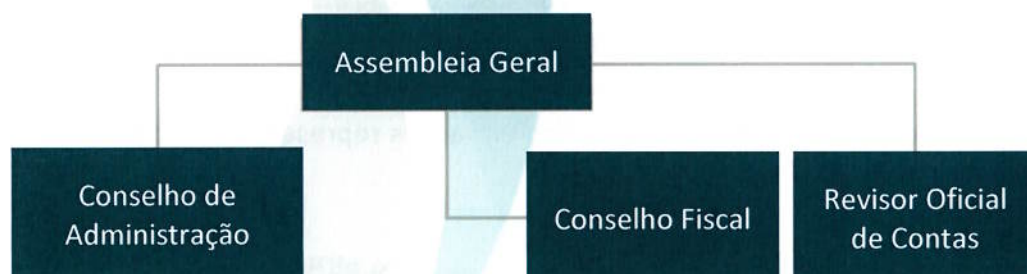 Assembleia Geral
Conselho de
Administração
Conselho Fiscal
Revisor Oficial
de Contas